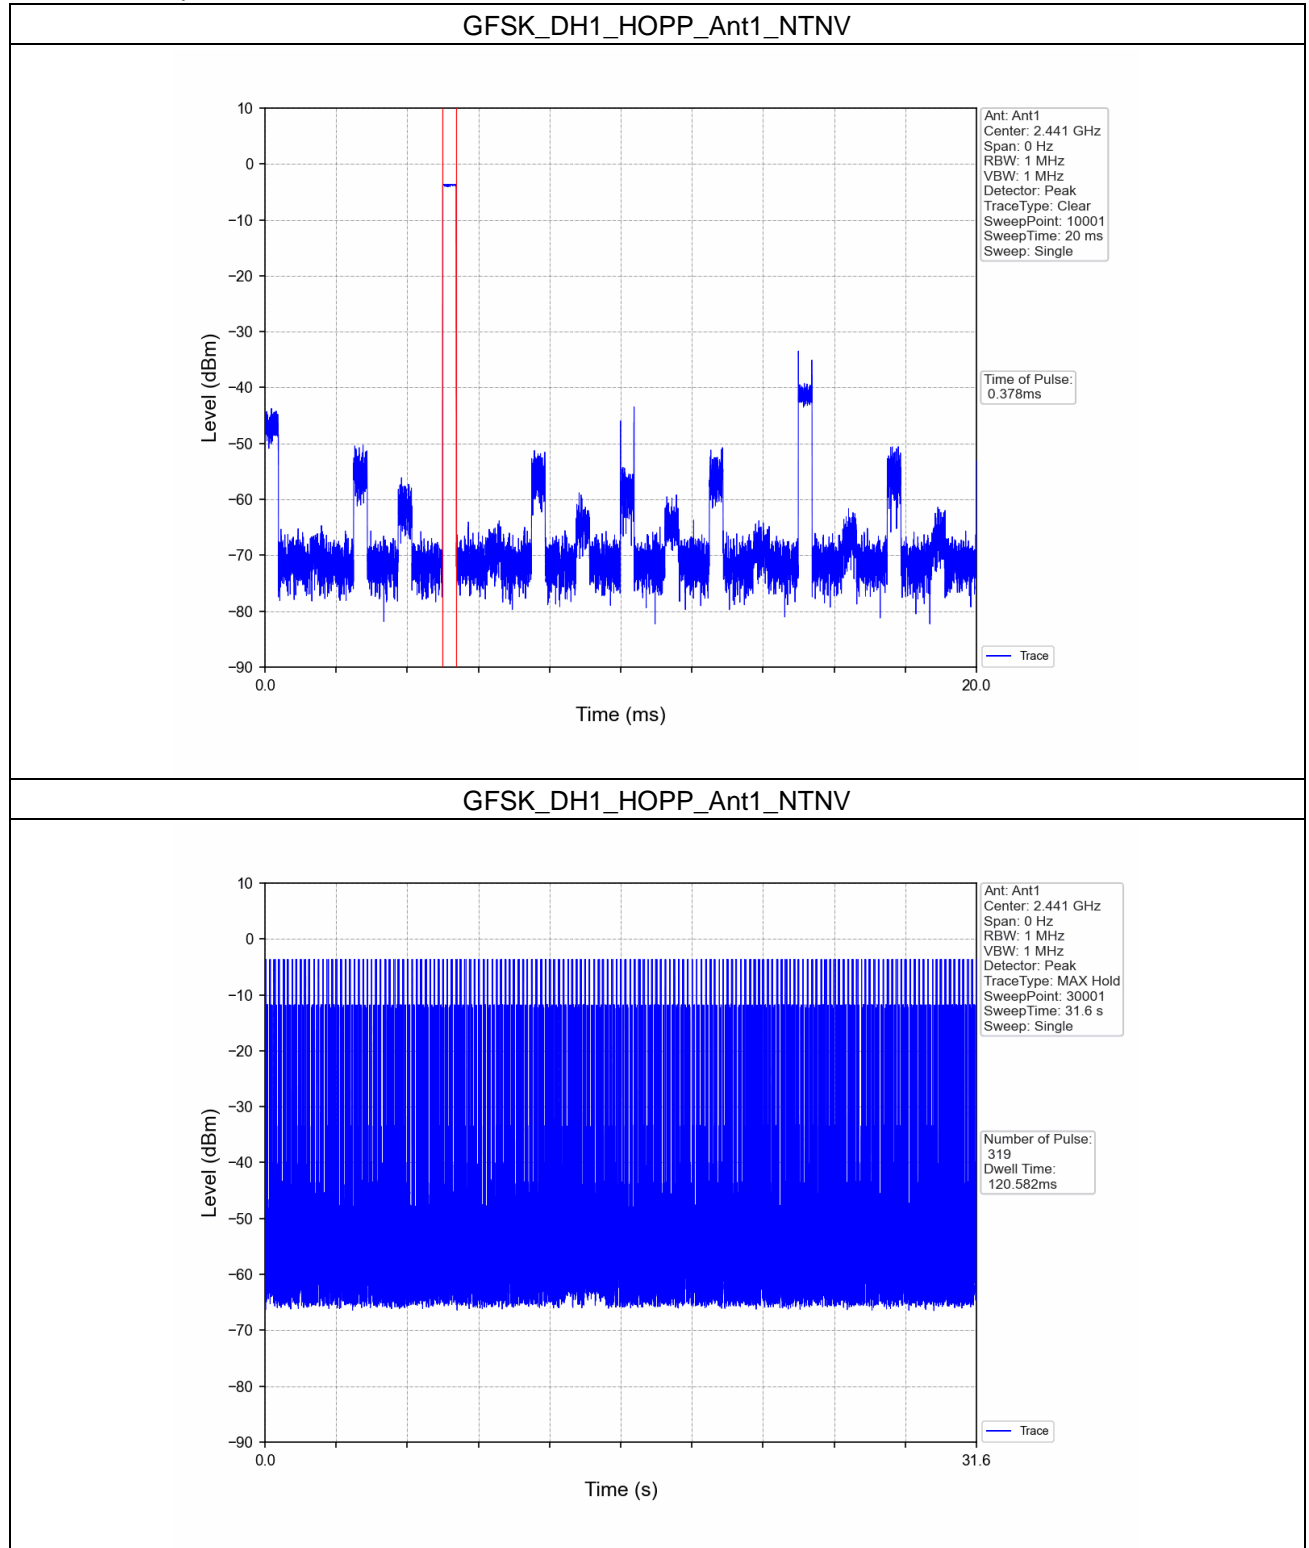 GFSK_DH1_HOPP_Ant1_NTNV
10
0
−10
−20
−30
−40
−50
−60
−70
−80
−90
Level (dBm)
0.0
20.0
Time (ms)
Ant: Ant1
Center: 2.441 GHz
Span: 0 Hz
RBW: 1 MHz
VBW: 1 MHz
Detector: Peak
TraceType: Clear
SweepPoint: 10001
SweepTime: 20 ms
Sweep: Single
Time of Pulse:
0.378ms
Trace
GFSK_DH1_HOPP_Ant1_NTNV
10
0
−10
−20
−30
−40
−50
−60
−70
−80
−90
Level (dBm)
0.0
31.6
Time (s)
Ant: Ant1
Center: 2.441 GHz
Span: 0 Hz
RBW: 1 MHz
VBW: 1 MHz
Detector: Peak
TraceType: MAX Hold
SweepPoint: 30001
SweepTime: 31.6 s
Sweep: Single
Number of Pulse:
319
Dwell Time:
120.582ms
Trace